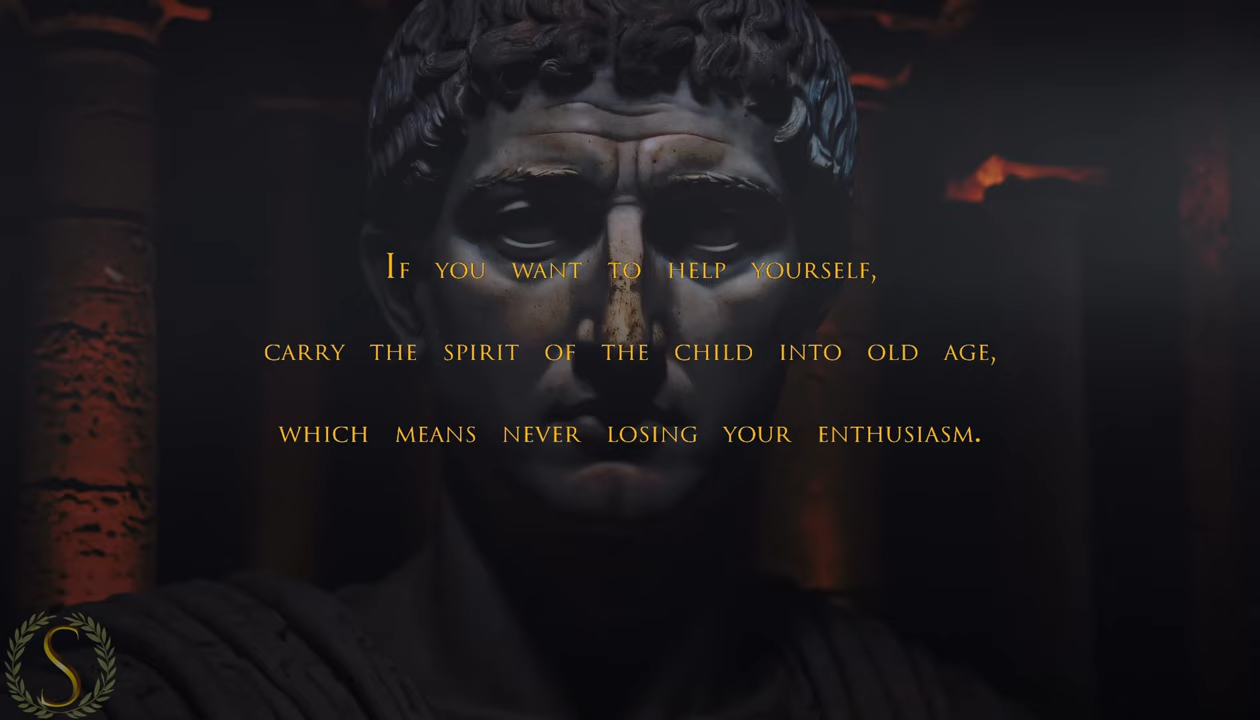 If you want to help yourself,
carry the spirit of the child into old age,
which means never losing your enthusiasm.
S